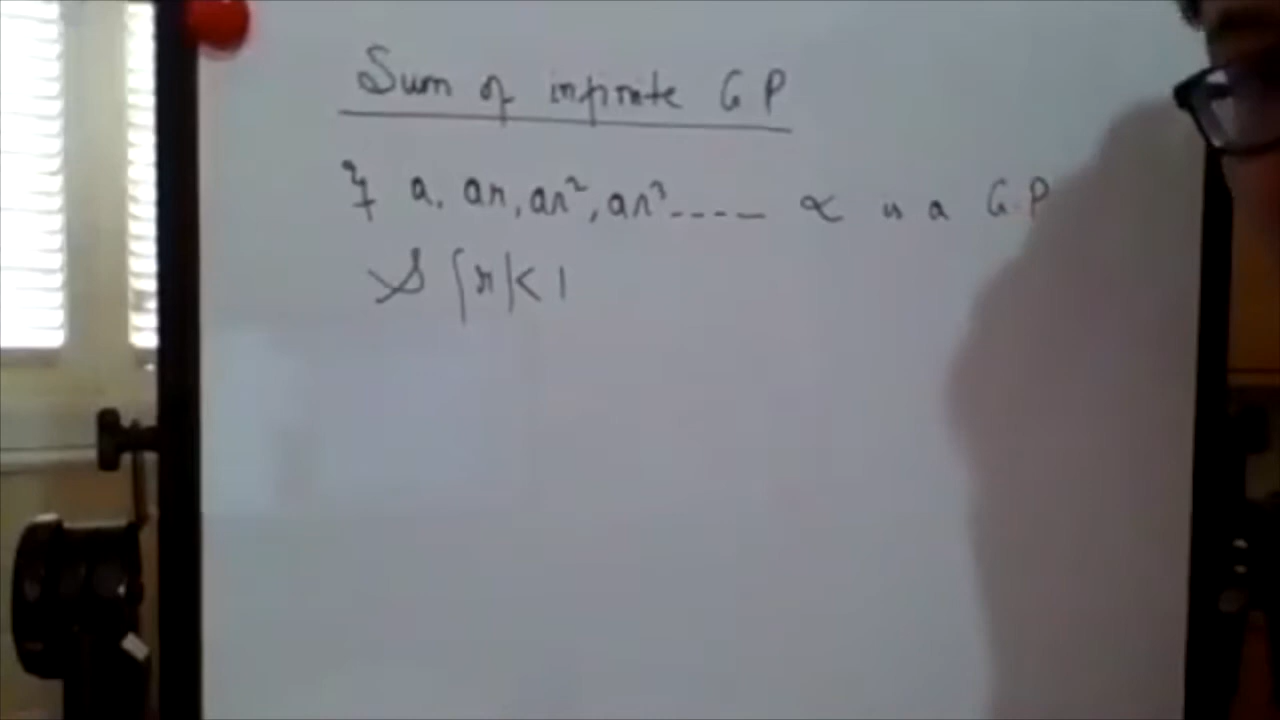 Sum of infinite G P
If a, ar, ar², ar³ ----- ∝ is a G.P
& |r| < 1